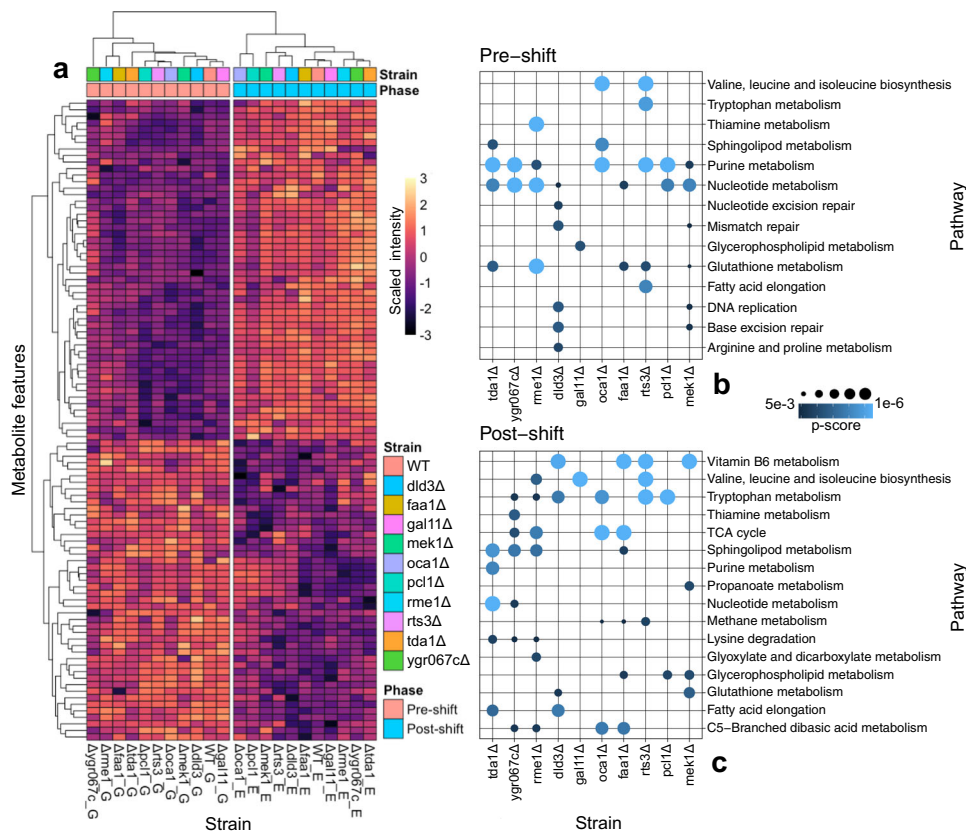 a
Strain
Phase
Metabolite features
3
2
1
0
-1
-2
-3
Scaled intensity
Strain
WT
dld3Δ
faa1Δ
gal11Δ
mek1Δ
oca1Δ
pcl1Δ
rme1Δ
rts3Δ
tda1Δ
ygr067cΔ
Phase
Pre-shift
Post-shift
Δygr067c_G
Δrme1_G
Δfaa1_G
Δtda1_G
Δpcl1_G
Δrts3_G
Δoca1_G
Δmek1_G
Δdld3_G
WT_G
Δgal11_G
Δoca1_E
Δpcl1_E
Δmek1_E
Δrts3_E
Δdld3_E
Δfaa1_E
WT_E
Δgal11_E
Δrme1_E
Δygr067c_E
Δtda1_E
Strain
Pre-shift
Valine, leucine and isoleucine biosynthesis
Tryptophan metabolism
Thiamine metabolism
Sphingolipod metabolism
Purine metabolism
Nucleotide metabolism
Nucleotide excision repair
Mismatch repair
Glycerophospholipid metabolism
Glutathione metabolism
Fatty acid elongation
DNA replication
Base excision repair
Arginine and proline metabolism
Pathway
tda1Δ
ygr067cΔ
rme1Δ
dld3Δ
gal11Δ
oca1Δ
faa1Δ
rts3Δ
pcl1Δ
mek1Δ
b
5e-3
1e-6
p-score
Post-shift
Vitamin B6 metabolism
Valine, leucine and isoleucine biosynthesis
Tryptophan metabolism
Thiamine metabolism
TCA cycle
Sphingolipod metabolism
Purine metabolism
Propanoate metabolism
Nucleotide metabolism
Methane metabolism
Lysine degradation
Glyoxylate and dicarboxylate metabolism
Glycerophospholipid metabolism
Glutathione metabolism
Fatty acid elongation
C5-Branched dibasic acid metabolism
Pathway
tda1Δ
ygr067cΔ
rme1Δ
dld3Δ
gal11Δ
oca1Δ
faa1Δ
rts3Δ
pcl1Δ
mek1Δ
c
Strain